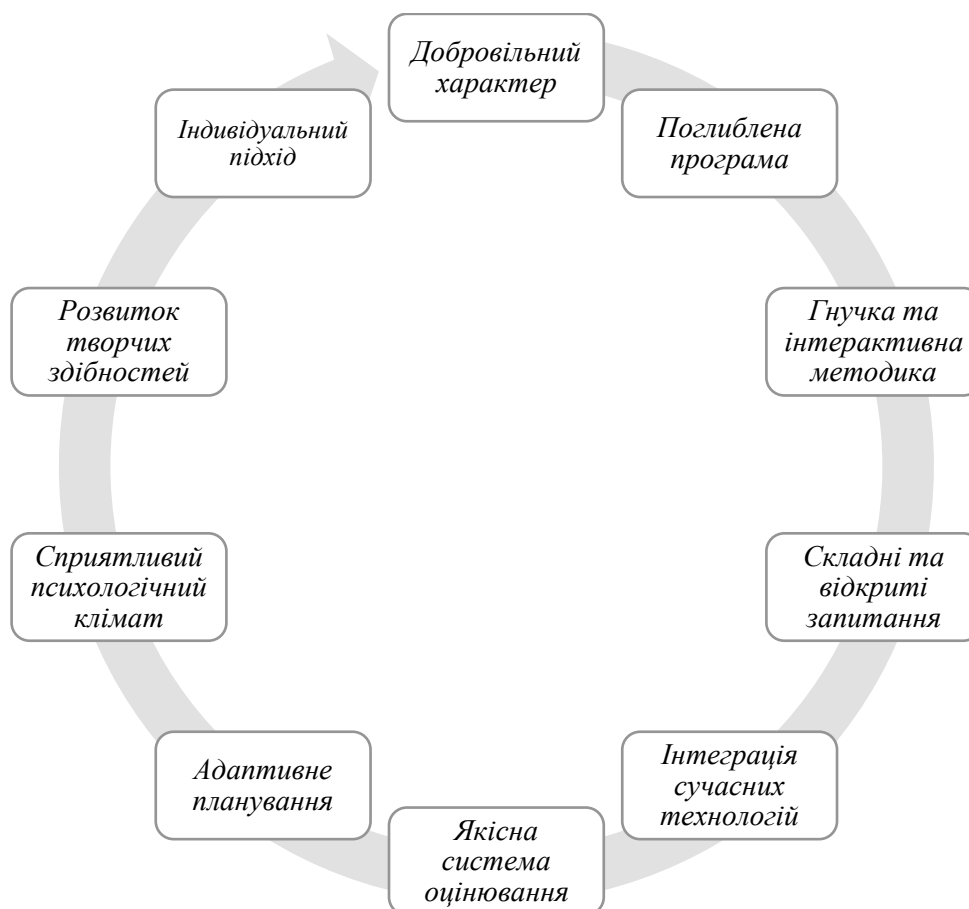 Добровільний
характер
Поглиблена
програма
Гнучка та
інтерактивна
методика
Складні та
відкриті
запитання
Інтеграція
сучасних
технологій
Якісна
система
оцінювання
Адаптивне
планування
Сприятливий
психологічний
клімат
Розвиток
творчих
здібностей
Індивідуальний
підхід